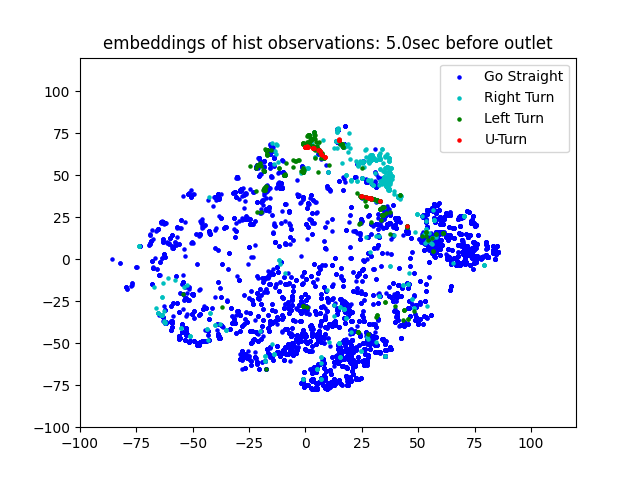 embeddings of hist observations: 5.0sec before outlet
Go Straight
Right Turn
Left Turn
U-Turn
100
75
50
25
0
−25
−50
−75
−100
−100 −75 −50 −25 0 25 50 75 100